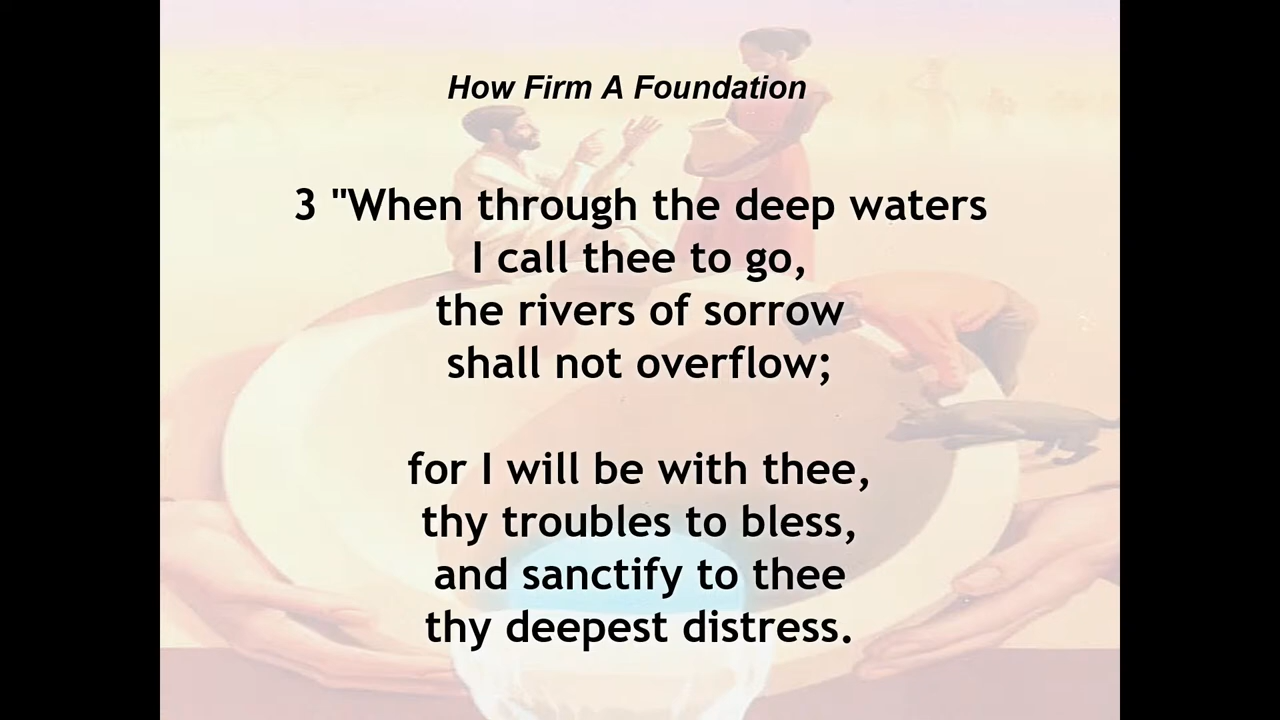 How Firm A Foundation
3 "When through the deep waters
I call thee to go,
the rivers of sorrow
shall not overflow;
for I will be with thee,
thy troubles to bless,
and sanctify to thee
thy deepest distress.